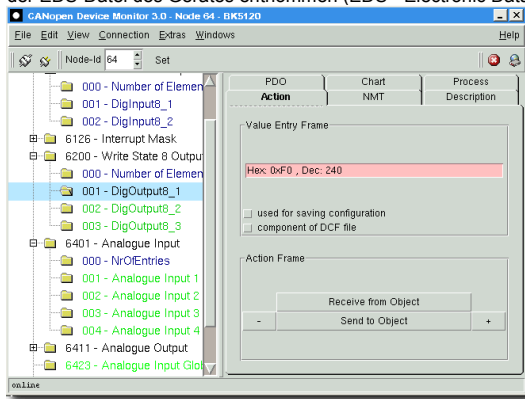 der EDS Datei des Gerätes entnommen (EDS - Electronic Data
CANopen Device Monitor 3.0 - Node 64 - BK5120
File Edit View Connection Extras Windows Help
Node-Id 64 Set
000 - Number of Elemen
001 - DigInput8_1
002 - DigInput8_2
6126 - Interrupt Mask
6200 - Write State 8 Outpu
000 - Number of Elemen
001 - DigOutput8_1
002 - DigOutput8_2
003 - DigOutput8_3
6401 - Analogue Input
000 - NrOfEntries
001 - Analogue Input 1
002 - Analogue Input 2
003 - Analogue Input 3
004 - Analogue Input 4
6411 - Analogue Output
6423 - Analogue Input Glob
PDO Chart Process
Action NMT Description
Value Entry Frame
Hex: 0xF0 , Dec: 240
used for saving configuration
component of DCF file
Action Frame
Receive from Object
- Send to Object +
online